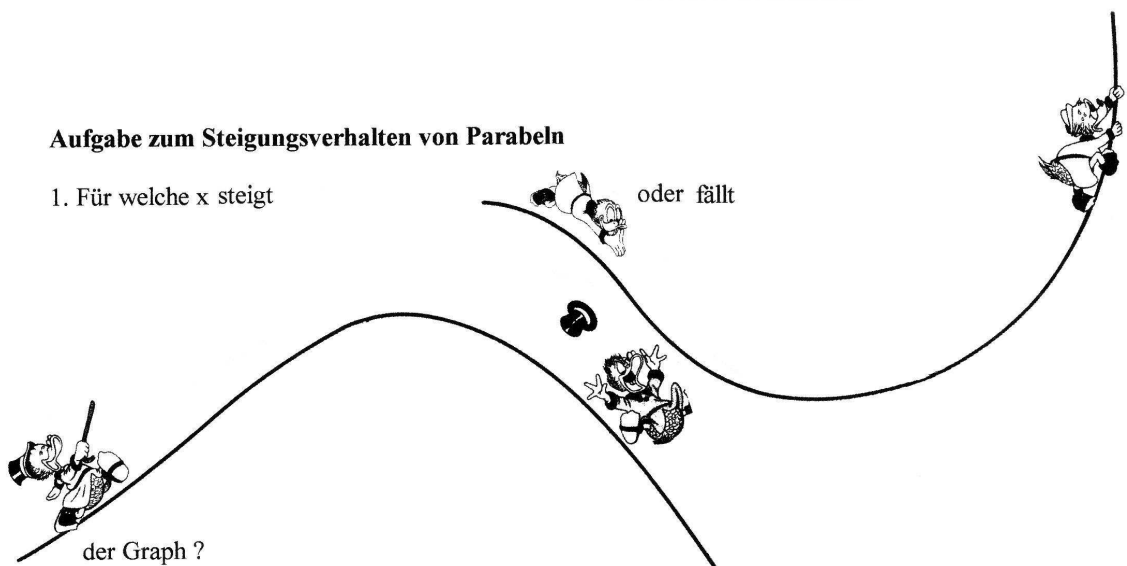 Aufgabe zum Steigungsverhalten von Parabeln
1. Für welche x steigt oder fällt
der Graph ?